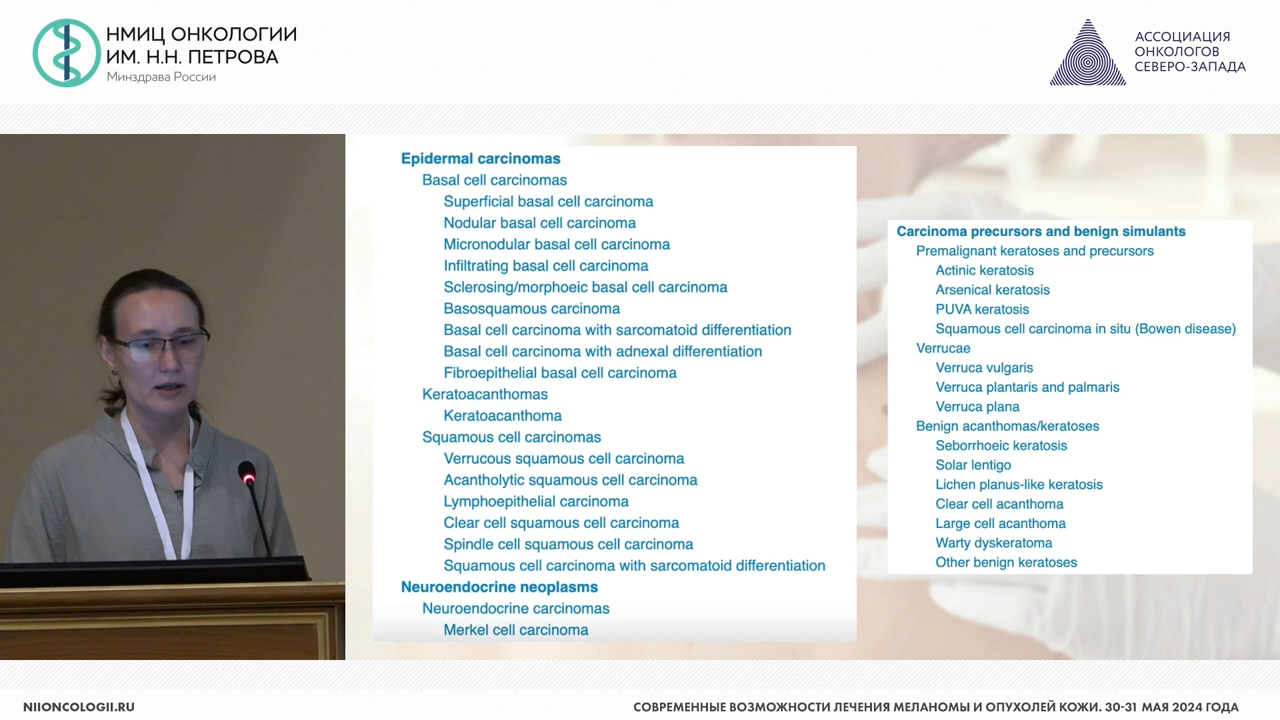 НМИЦ ОНКОЛОГИИ
ИМ. Н.Н. ПЕТРОВА
Минздрава России
АССОЦИАЦИЯ
ОНКОЛОГОВ
СЕВЕРО-ЗАПАДА
Epidermal carcinomas
Basal cell carcinomas
Superficial basal cell carcinoma
Nodular basal cell carcinoma
Micronodular basal cell carcinoma
Infiltrating basal cell carcinoma
Sclerosing/morphoeic basal cell carcinoma
Basosquamous carcinoma
Basal cell carcinoma with sarcomatoid differentiation
Basal cell carcinoma with adnexal differentiation
Fibroepithelial basal cell carcinoma
Keratoacanthomas
Keratoacanthoma
Squamous cell carcinomas
Verrucous squamous cell carcinoma
Acantholytic squamous cell carcinoma
Lymphoepithelial carcinoma
Clear cell squamous cell carcinoma
Spindle cell squamous cell carcinoma
Squamous cell carcinoma with sarcomatoid differentiation
Neuroendocrine neoplasms
Neuroendocrine carcinomas
Merkel cell carcinoma
Carcinoma precursors and benign simulants
Premalignant keratoses and precursors
Actinic keratosis
Arsenical keratosis
PUVA keratosis
Squamous cell carcinoma in situ (Bowen disease)
Verrucae
Verruca vulgaris
Verruca plantaris and palmaris
Verruca plana
Benign acanthomas/keratoses
Seborrhoeic keratosis
Solar lentigo
Lichen planus-like keratosis
Clear cell acanthoma
Large cell acanthoma
Warty dyskeratoma
Other benign keratoses
NIIONCOLOGII.RU
СОВРЕМЕННЫЕ ВОЗМОЖНОСТИ ЛЕЧЕНИЯ МЕЛАНОМЫ И ОПУХОЛЕЙ КОЖИ. 30-31 МАЯ 2024 ГОДА